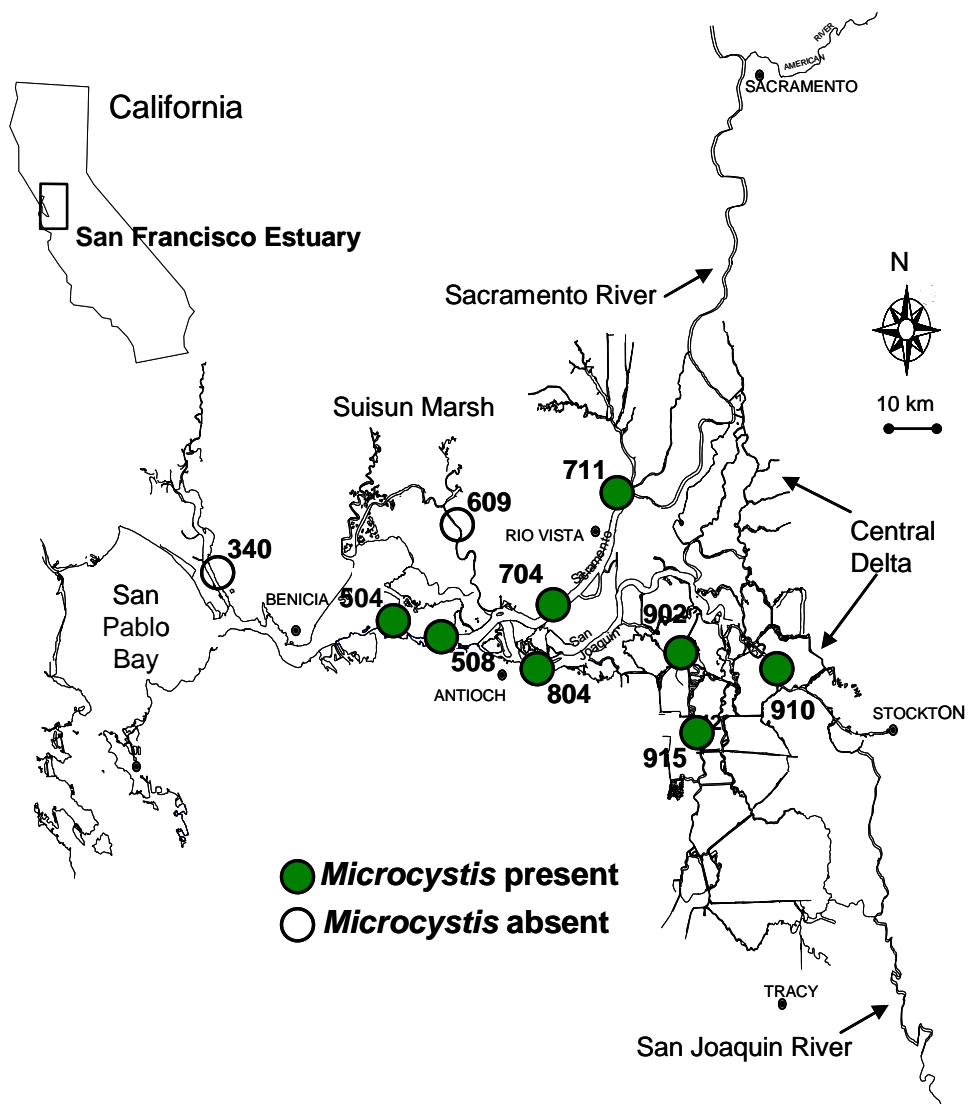 California
San Francisco Estuary
AMERICAN
RIVER
SACRAMENTO
Sacramento River
N
10 km
Suisun Marsh
711
609
RIO VISTA
Sacramento
Central
Delta
340
704
San
Pablo
Bay
BENICIA
504
508
San
Joaquin
902
ANTIOCH
804
910
STOCKTON
915
Microcystis present
Microcystis absent
TRACY
San Joaquin River